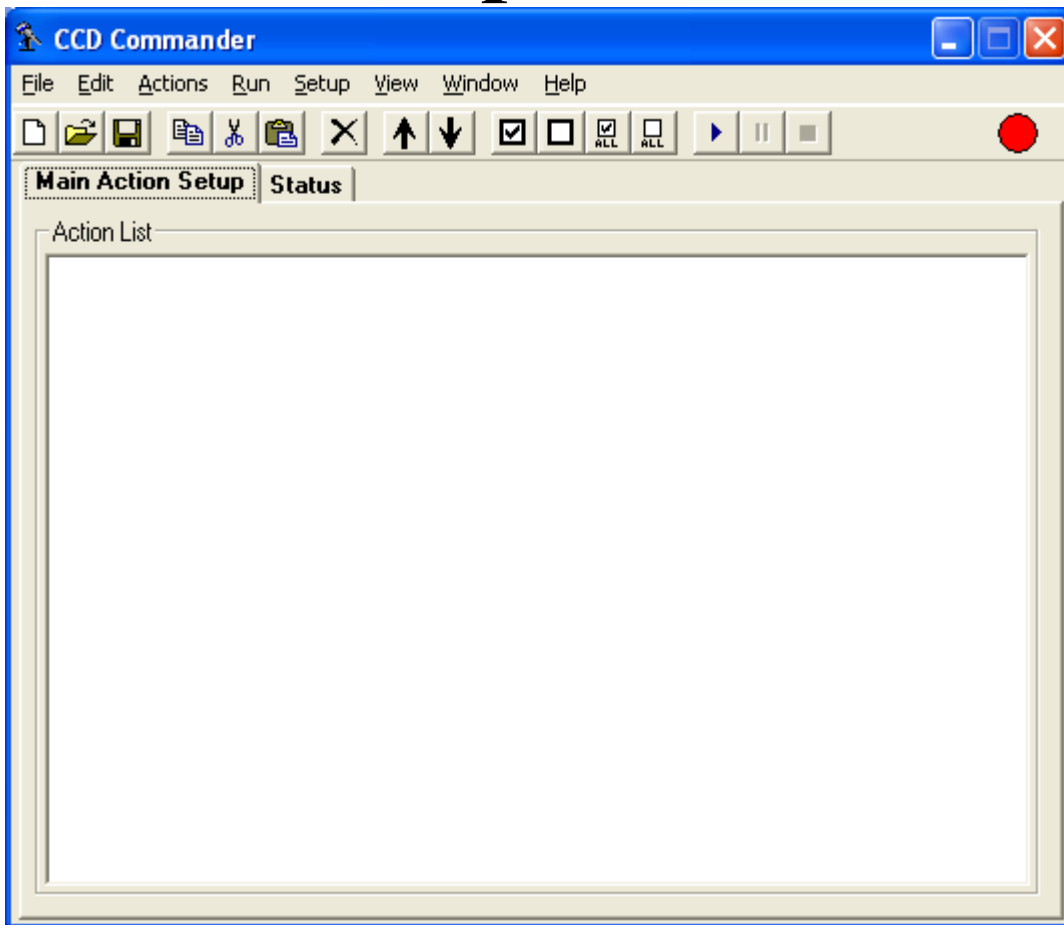 CCD Commander
File Edit Actions Run Setup View Window Help
ALL ALL
Main Action Setup Status
Action List